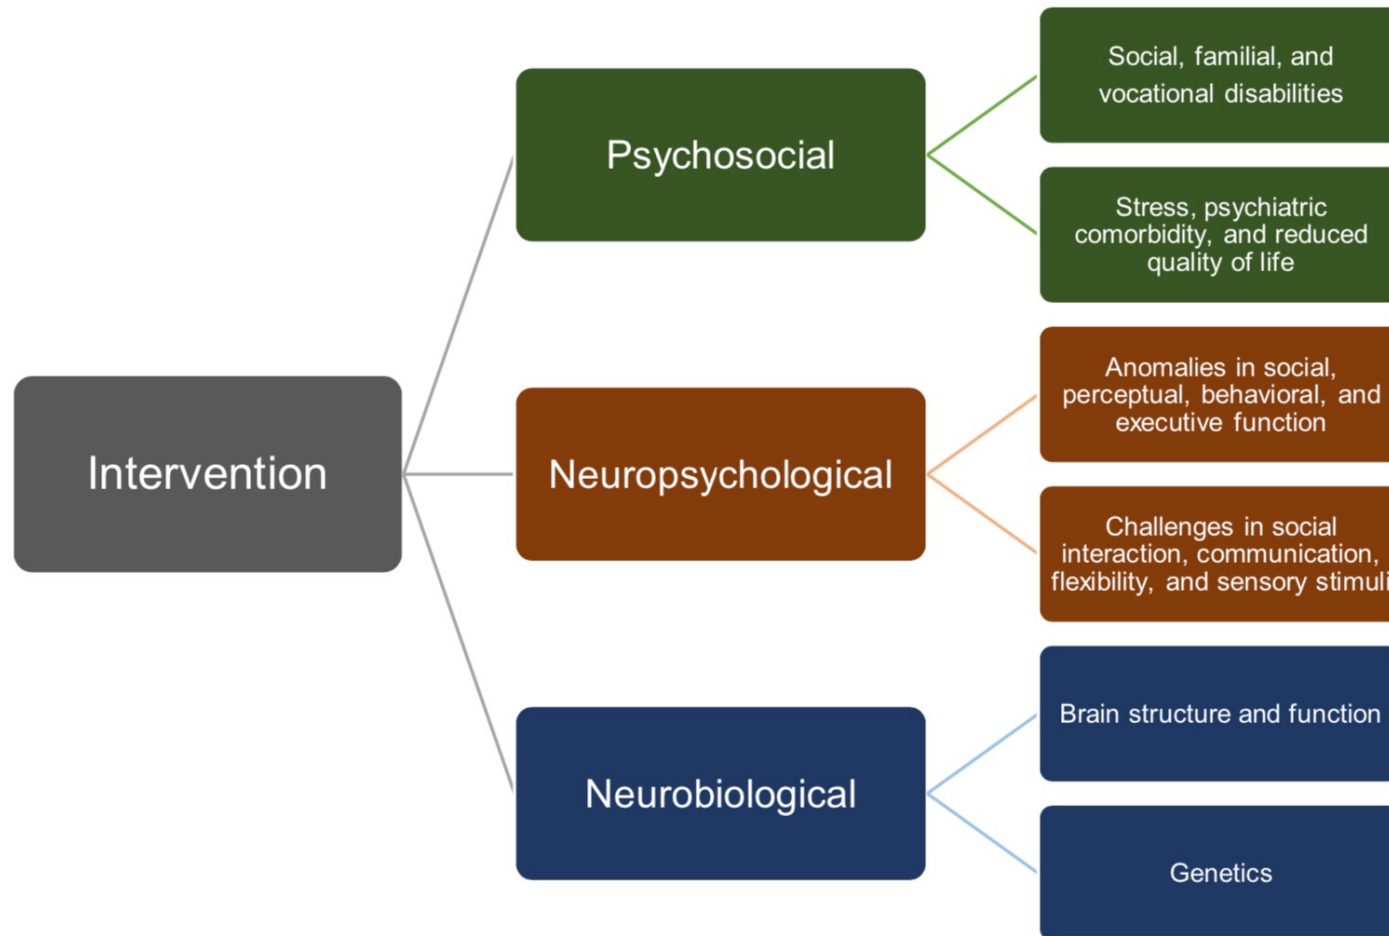 Intervention
Psychosocial
Social, familial, and
vocational disabilities
Stress, psychiatric
comorbidity, and reduced
quality of life
Neuropsychological
Anomalies in social,
perceptual, behavioral, and
executive function
Challenges in social
interaction, communication,
flexibility, and sensory stimuli
Neurobiological
Brain structure and function
Genetics